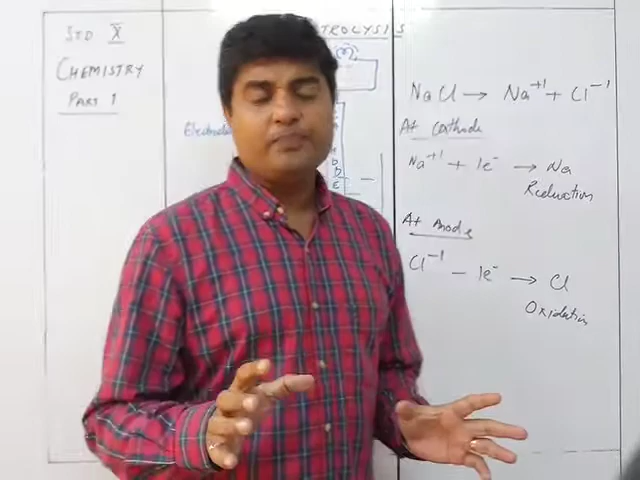 STD X
CHEMISTRY
PART 1
TROLYSIS
Electrode
NaCl → Na+1 + Cl-1
At Cathode
Na+1 + 1e- → Na
Reduction
At Anode
Cl-1 - 1e- → Cl
Oxidation